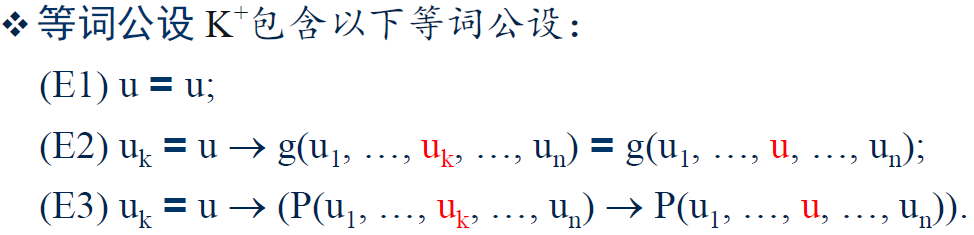 ❖ 等词公设 K⁺包含以下等词公设：
(E1) u = u;
(E2) uₖ = u → g(u₁, …, uₖ, …, uₙ) = g(u₁, …, u, …, uₙ);
(E3) uₖ = u → (P(u₁, …, uₖ, …, uₙ) → P(u₁, …, u, …, uₙ)).